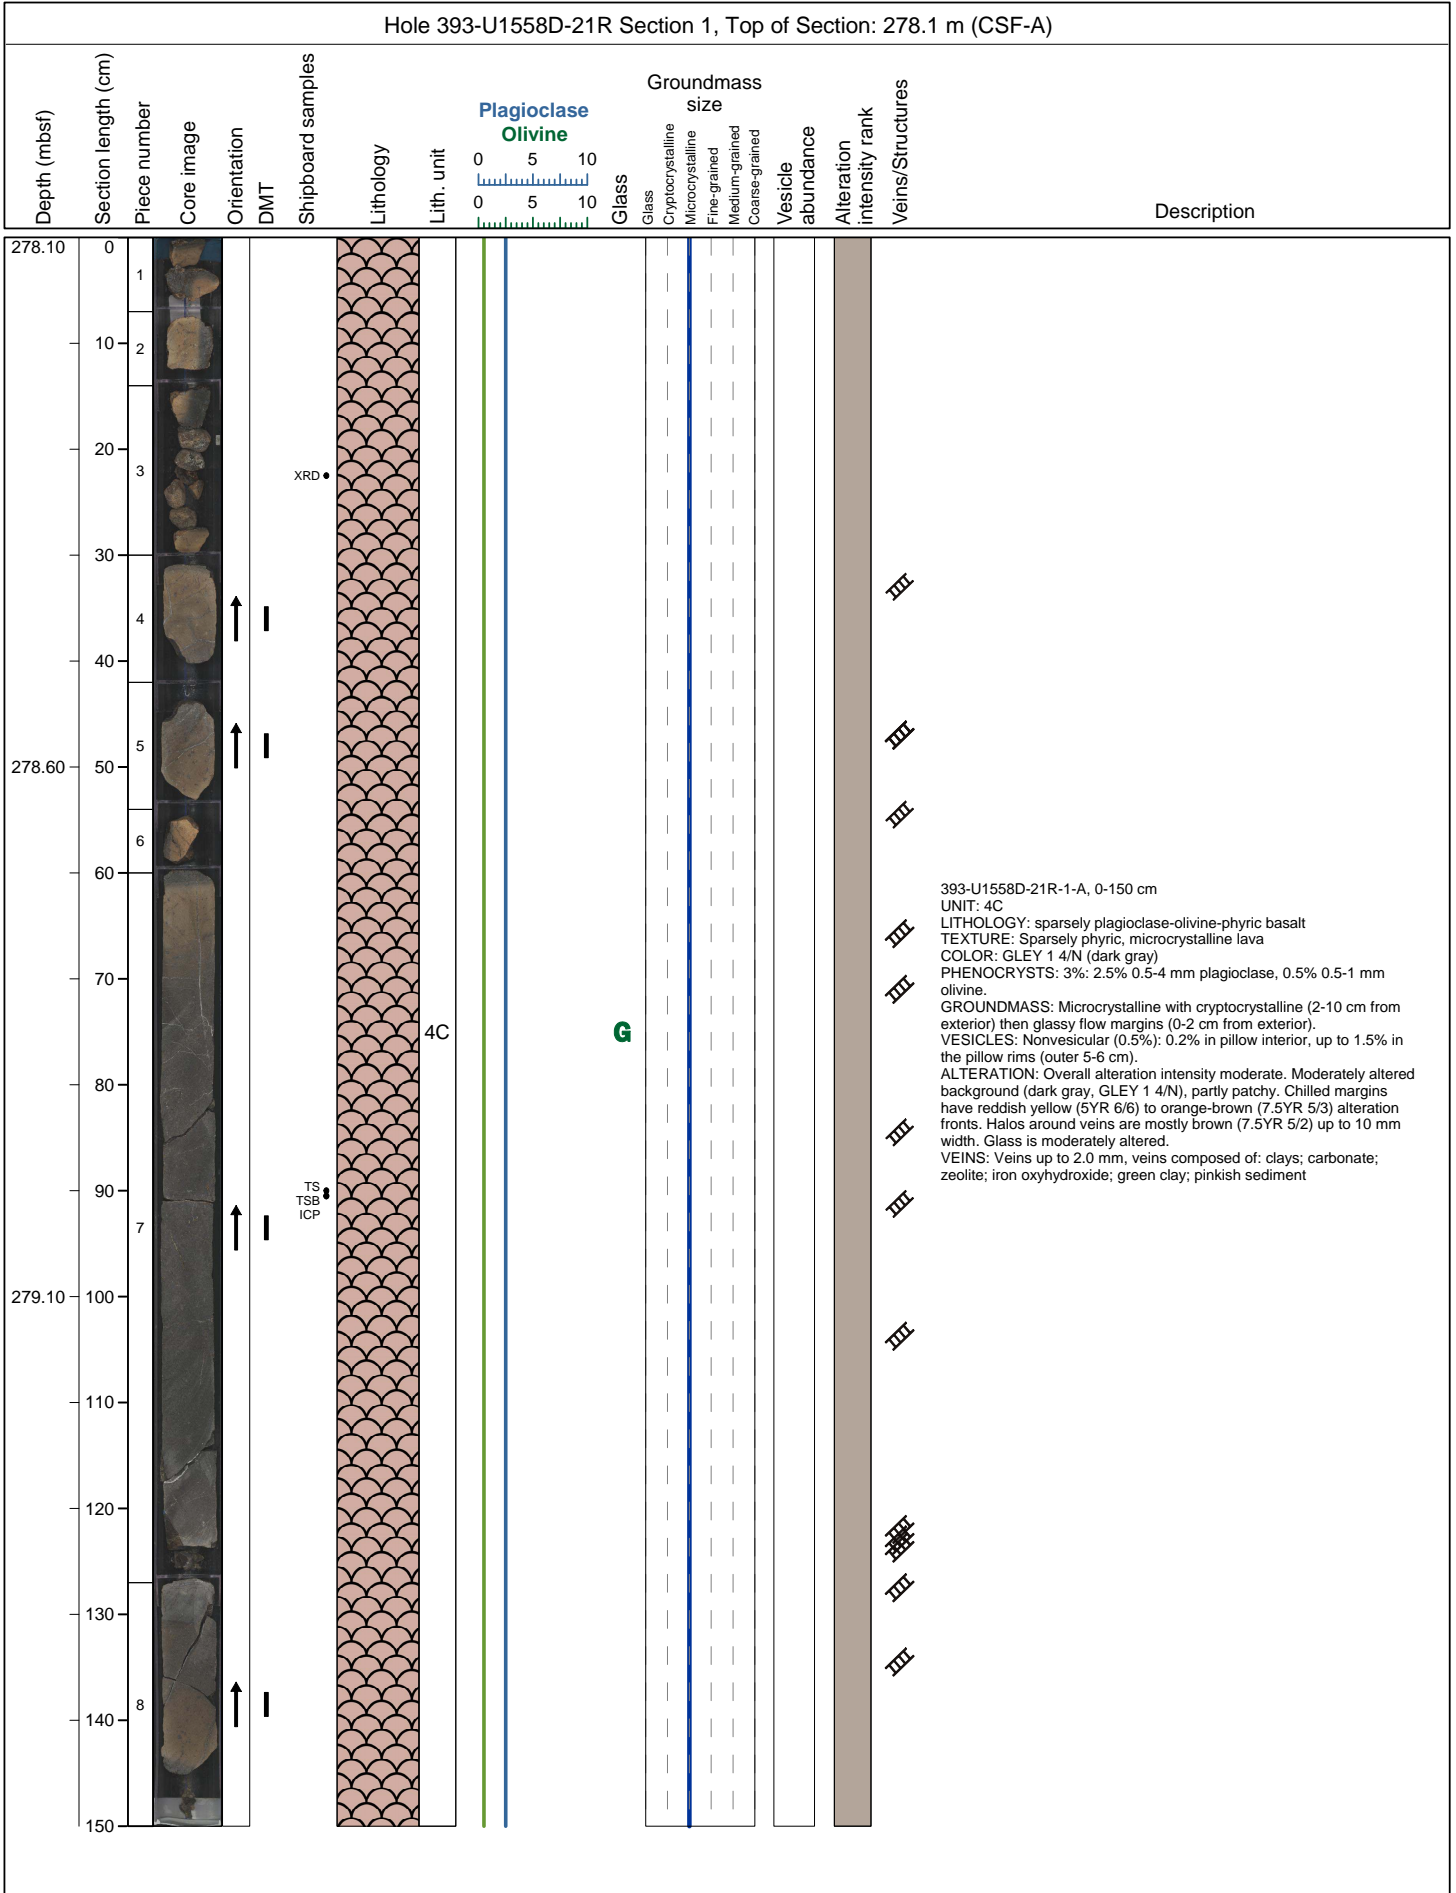 Hole 393-U1558D-21R Section 1, Top of Section: 278.1 m (CSF-A)
Depth (mbsf)
Section length (cm)
Piece number
Core image
Orientation
DMT
Shipboard samples
Lithology
Lith. unit
Plagioclase
Olivine
0 5 10
0 5 10
Glass
Groundmass
size
Glass
Cryptocrystalline
Microcrystalline
Fine-grained
Medium-grained
Coarse-grained
Vesicle
abundance
Alteration
intensity rank
Veins/Structures
Description
278.10 0
1
10
2
20
3
XRD
30
4
40
5
278.60 50
6
60
393-U1558D-21R-1-A, 0-150 cm
UNIT: 4C
LITHOLOGY: sparsely plagioclase-olivine-phyric basalt
TEXTURE: Sparsely phyric, microcrystalline lava
COLOR: GLEY 1 4/N (dark gray)
PHENOCRYSTS: 3%: 2.5% 0.5-4 mm plagioclase, 0.5% 0.5-1 mm
olivine.
GROUNDMASS: Microcrystalline with cryptocrystalline (2-10 cm from
exterior) then glassy flow margins (0-2 cm from exterior).
VESICLES: Nonvesicular (0.5%): 0.2% in pillow interior, up to 1.5% in
the pillow rims (outer 5-6 cm).
ALTERATION: Overall alteration intensity moderate. Moderately altered
background (dark gray, GLEY 1 4/N), partly patchy. Chilled margins
have reddish yellow (5YR 6/6) to orange-brown (7.5YR 5/3) alteration
fronts. Halos around veins are mostly brown (7.5YR 5/2) up to 10 mm
width. Glass is moderately altered.
VEINS: Veins up to 2.0 mm, veins composed of: clays; carbonate;
zeolite; iron oxyhydroxide; green clay; pinkish sediment
70
4C
G
80
90
TS
TSB
ICP
7
279.10 100
110
120
130
8
140
150